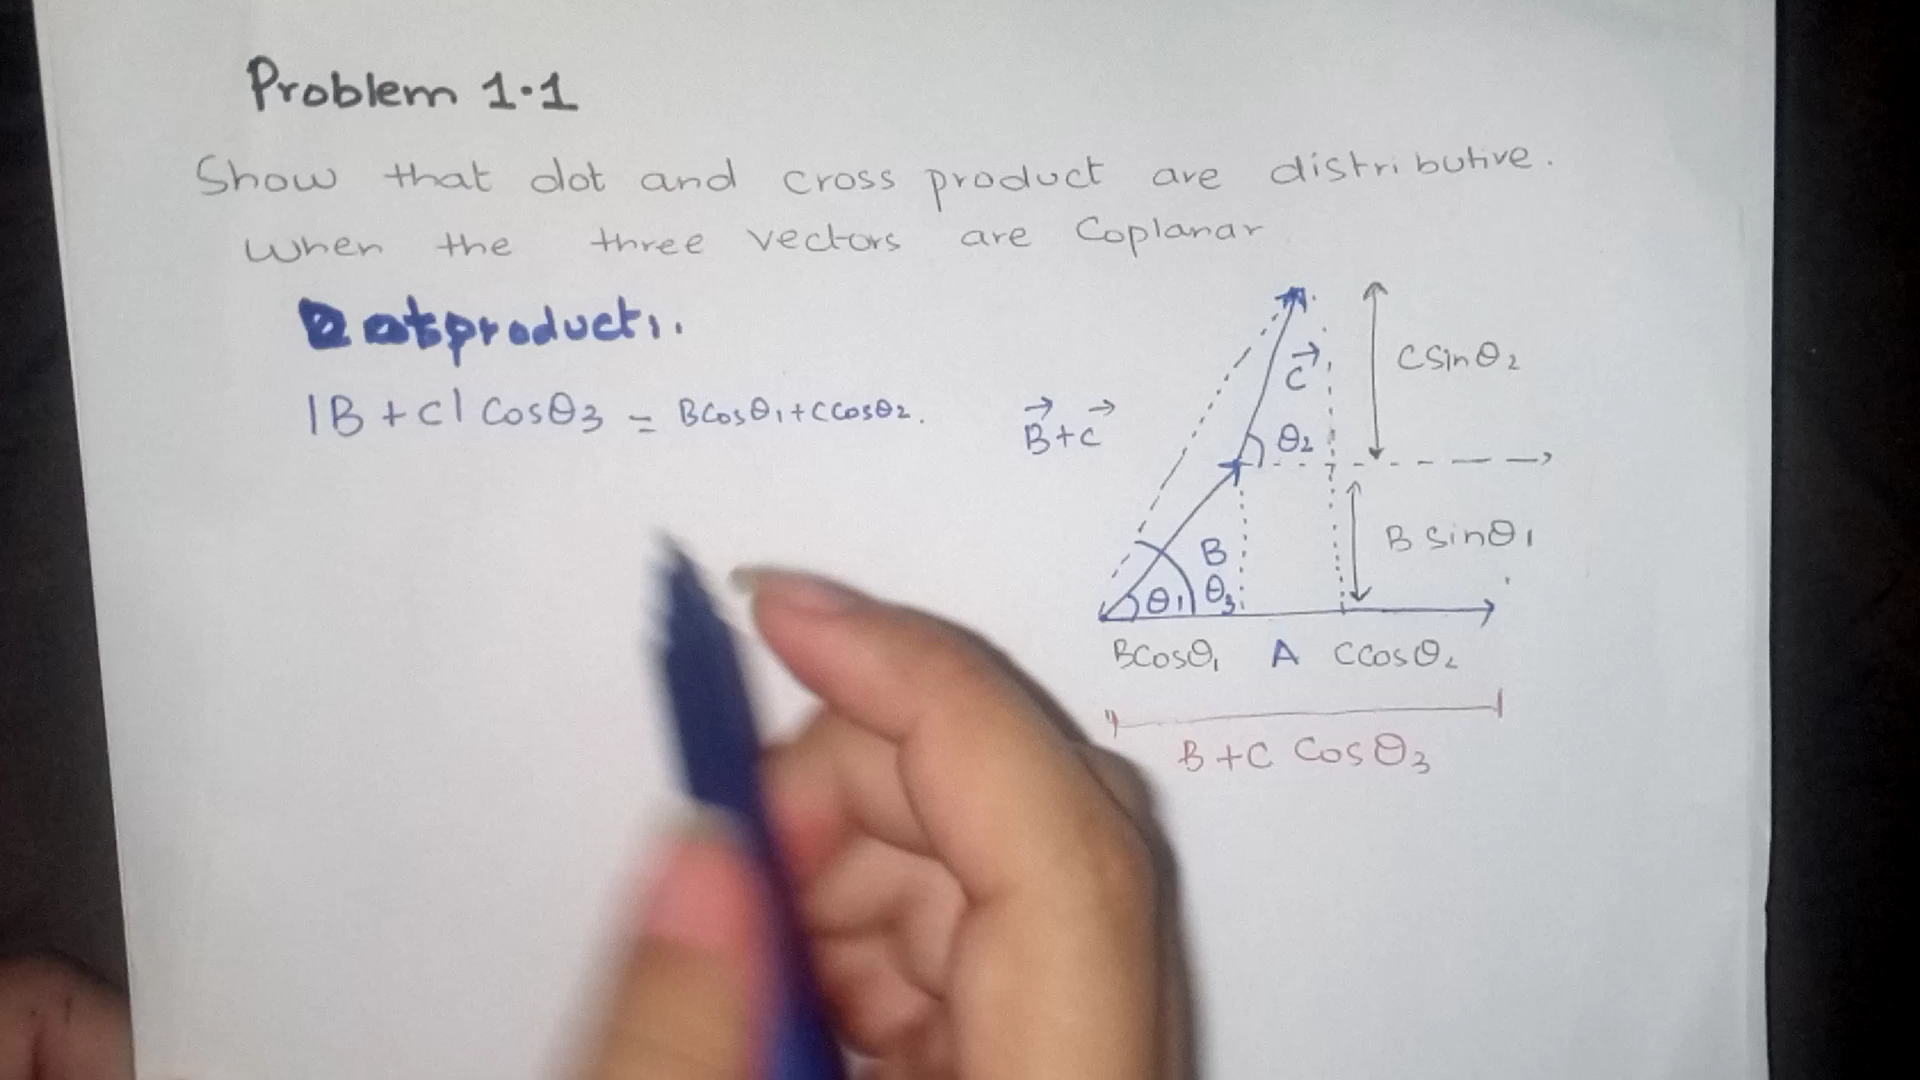 Problem 1.1
Show that dot and cross product are distributive.
When the three vectors are Coplanar
Dot product:.
|B + C| Cosθ3 = BCosθ1+CCosθ2.
B+C
C
CSinθ2
θ2
B
B Sinθ1
θ1 θ3
BCosθ1 A CCosθ2
B+C Cosθ3